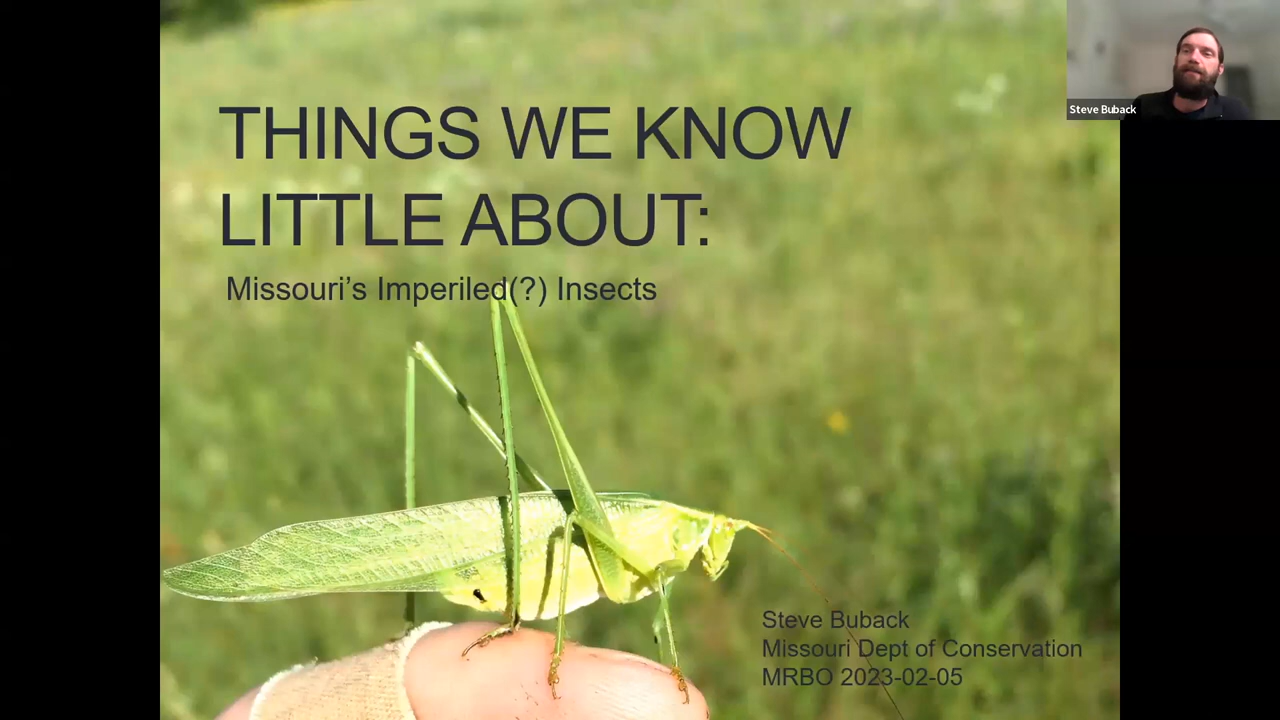 THINGS WE KNOW
LITTLE ABOUT:
Missouri's Imperiled(?) Insects
Steve Buback
Missouri Dept of Conservation
MRBO 2023-02-05
Steve Buback